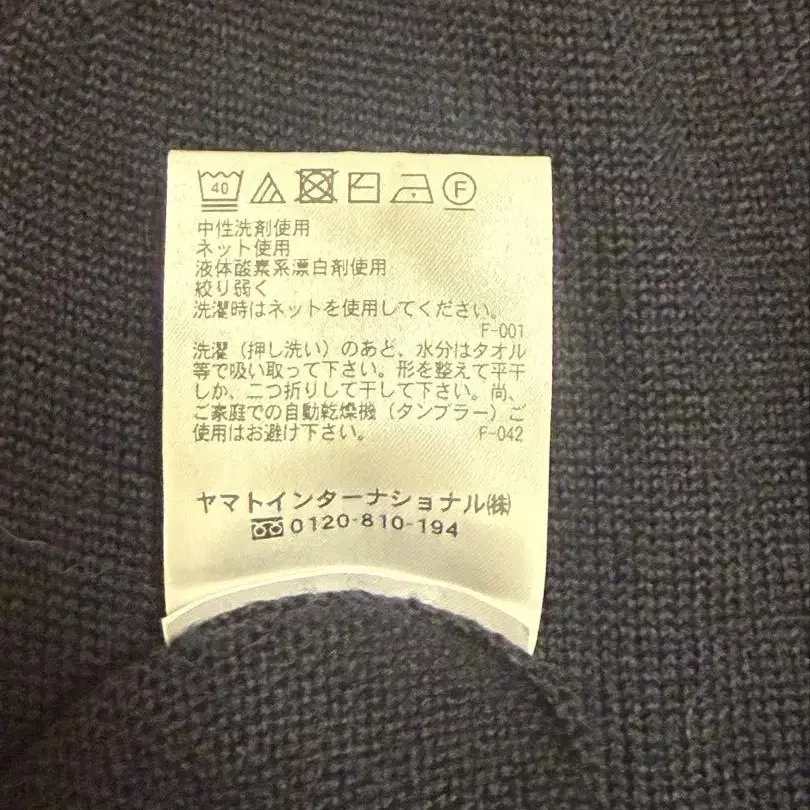 40 F
中性洗剤使用
ネット使用
液体酸素系漂白剤使用
絞り弱く
洗濯時はネットを使用してください。
F-001
洗濯（押し洗い）のあと、水分はタオル
等で吸い取って下さい。形を整えて平干
しか、二つ折りして干して下さい。尚、
ご家庭での自動乾燥機（タンブラー）ご
使用はお避け下さい。 F-042
ヤマトインターナショナル㈱
0120-810-194